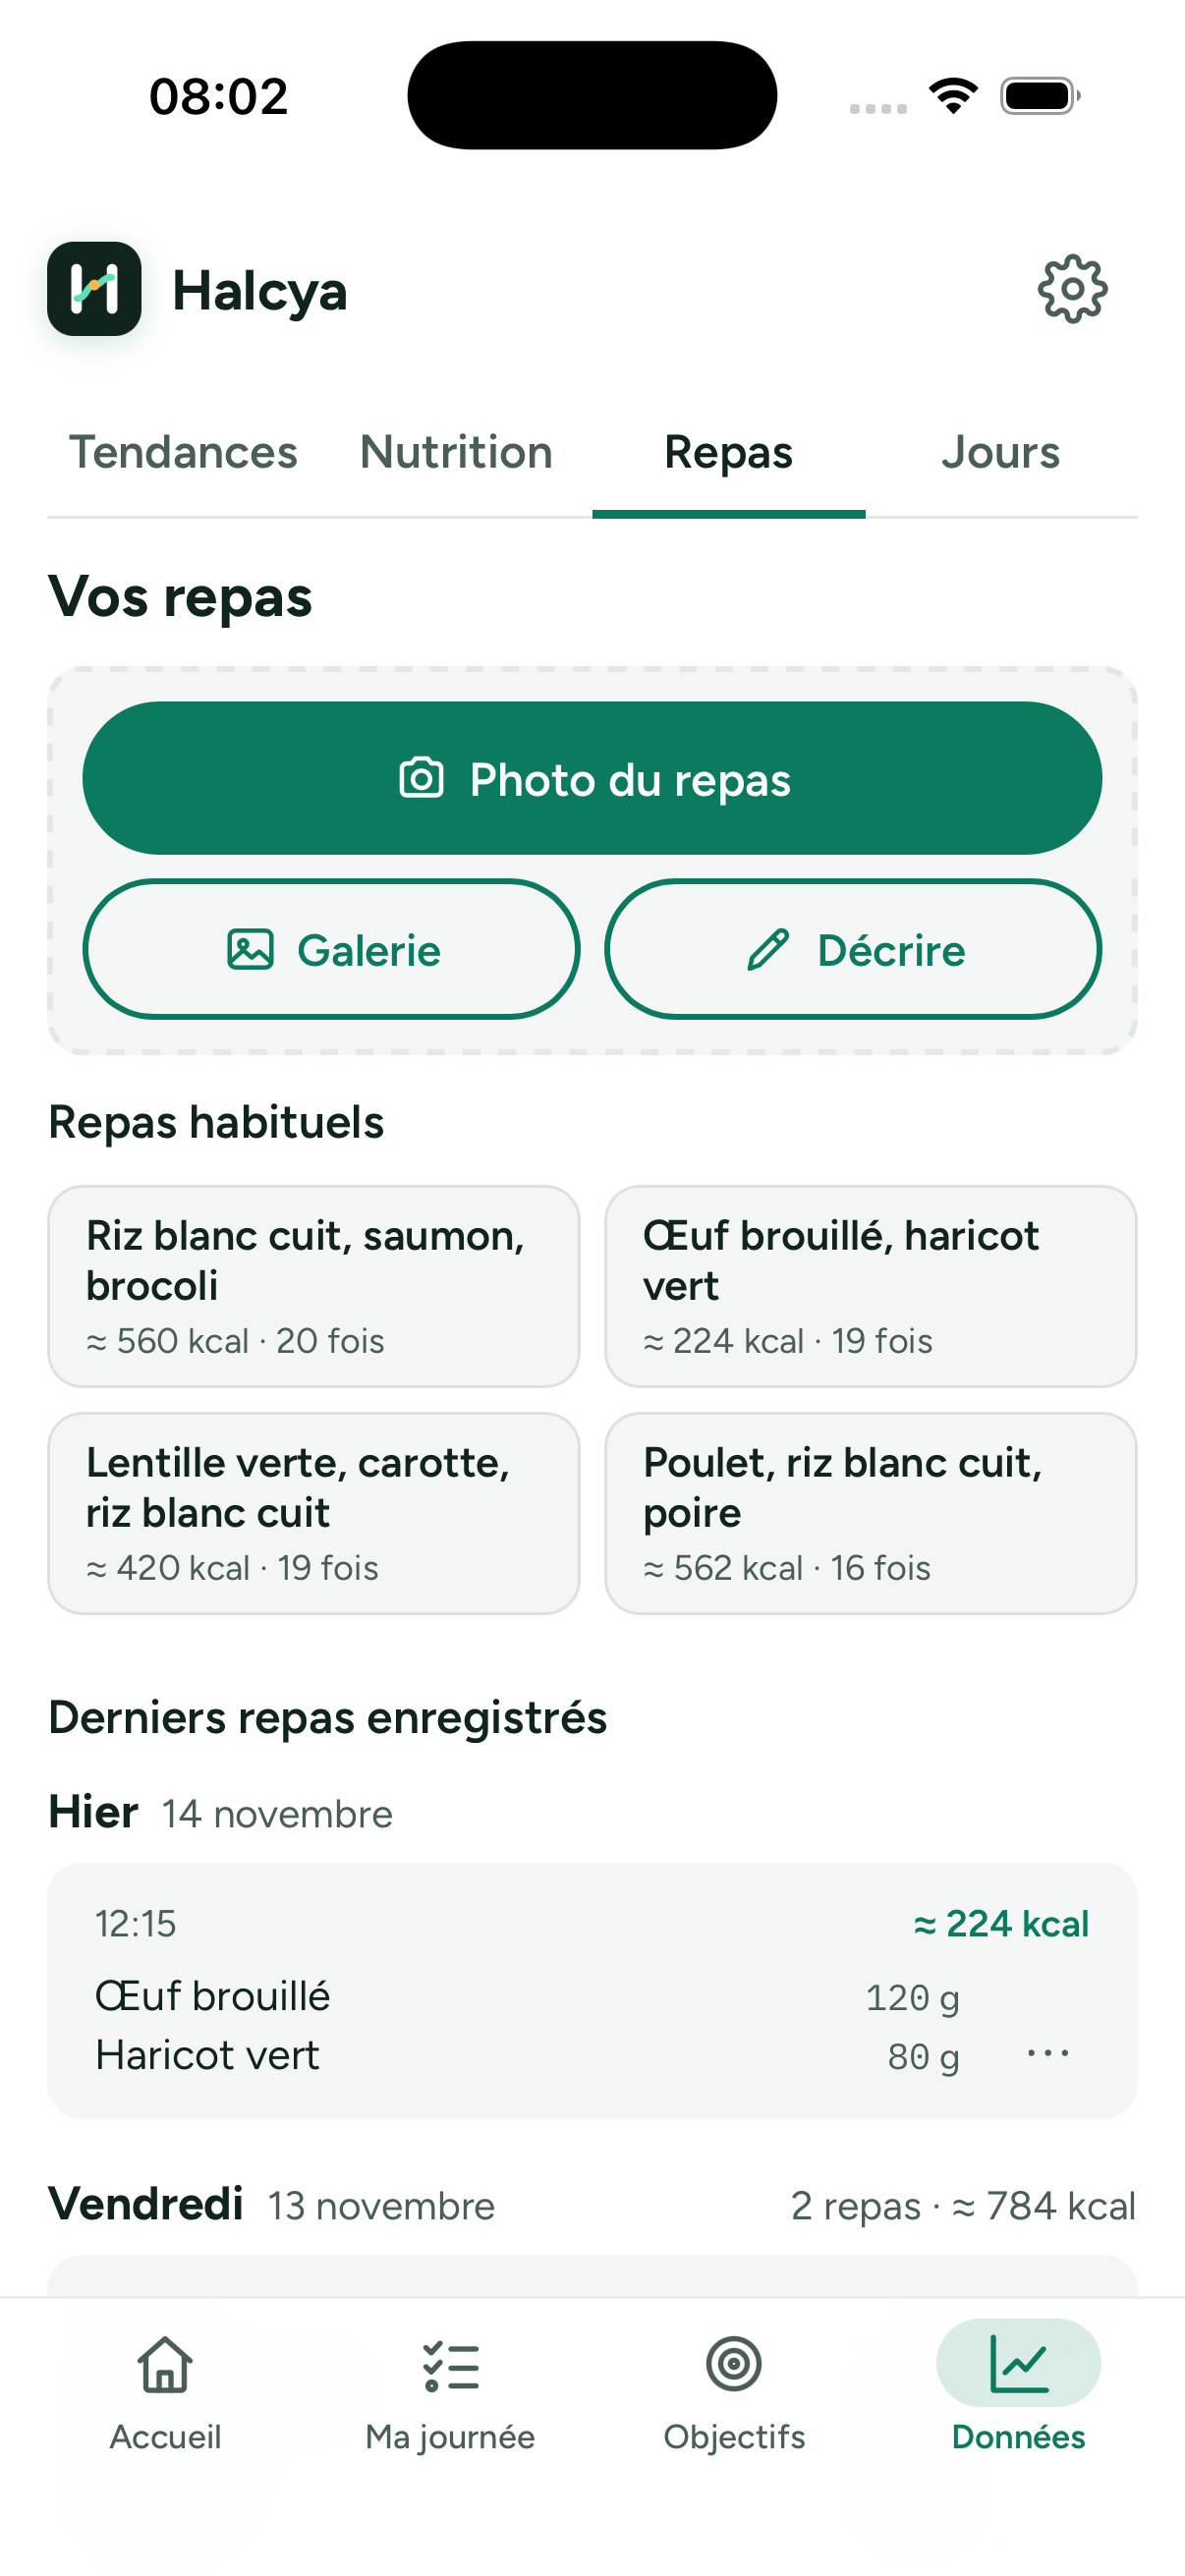 08:02
Halcya
Tendances Nutrition Repas Jours
Vos repas
Photo du repas
Galerie Décrire
Repas habituels
Riz blanc cuit, saumon,
brocoli
≈ 560 kcal · 20 fois
Œuf brouillé, haricot
vert
≈ 224 kcal · 19 fois
Lentille verte, carotte,
riz blanc cuit
≈ 420 kcal · 19 fois
Poulet, riz blanc cuit,
poire
≈ 562 kcal · 16 fois
Derniers repas enregistrés
Hier 14 novembre
12:15 ≈ 224 kcal
Œuf brouillé 120 g
Haricot vert 80 g ...
Vendredi 13 novembre 2 repas · ≈ 784 kcal
Accueil Ma journée Objectifs Données